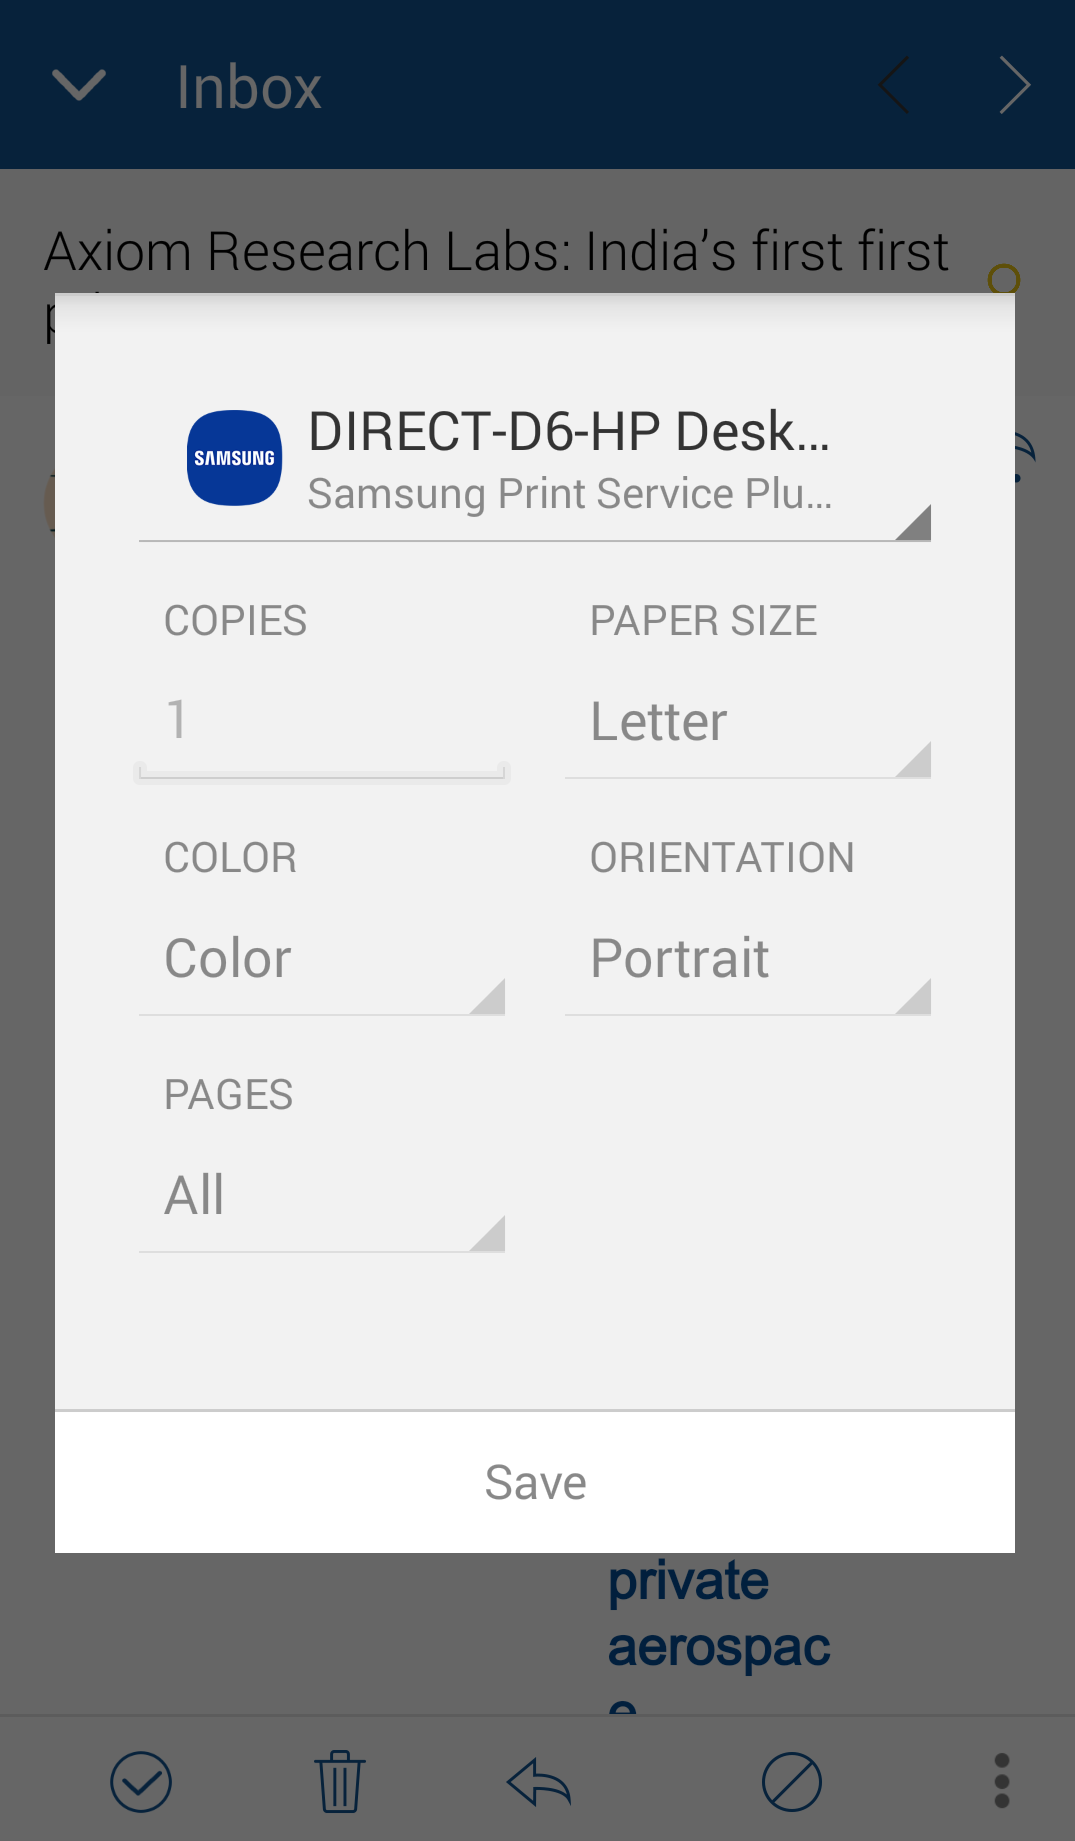 Inbox
Axiom Research Labs: India’s first first
SAMSUNG
DIRECT-D6-HP Desk...
Samsung Print Service Plu...
COPIES
PAPER SIZE
1
Letter
COLOR
ORIENTATION
Color
Portrait
PAGES
All
Save
private
aerospac
e